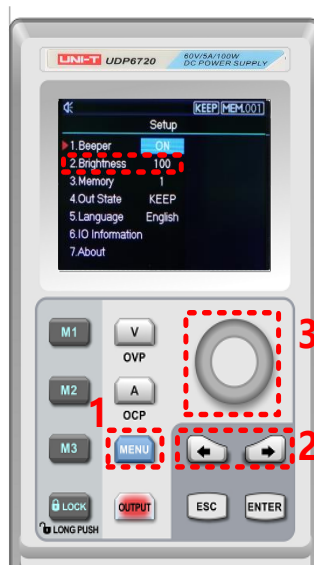 UNI-T UDP6720 60V/5A/100W
DC POWER SUPPLY
KEEP MEM.001
Setup
1.Beeper ON
2.Brightness 100
3.Memory 1
4.Out State KEEP
5.Language English
6.IO Information
7.About
M1 V
OVP
3
M2 A
OCP
1
M3 MENU
2
LOCK OUTPUT ESC ENTER
LONG PUSH